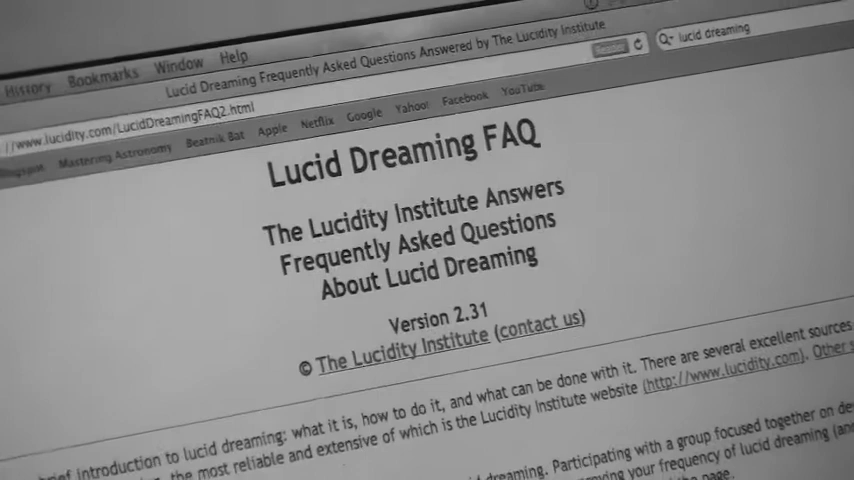 History Bookmarks Window Help
Lucid Dreaming Frequently Asked Questions Answered by The Lucidity Institute
//www.lucidity.com/LucidDreamingFAQ2.html Reader lucid dreaming
Mastering Astronomy Beatnik Bat Apple Netflix Google Yahoo! Facebook YouTube
Lucid Dreaming FAQ
The Lucidity Institute Answers
Frequently Asked Questions
About Lucid Dreaming
Version 2.31
© The Lucidity Institute (contact us)
brief introduction to lucid dreaming: what it is, how to do it, and what can be done with it. There are several excellent sources
the most reliable and extensive of which is the Lucidity Institute website (http://www.lucidity.com). Other
dreaming. Participating with a group focused together on
your frequency of lucid dreaming
the page.